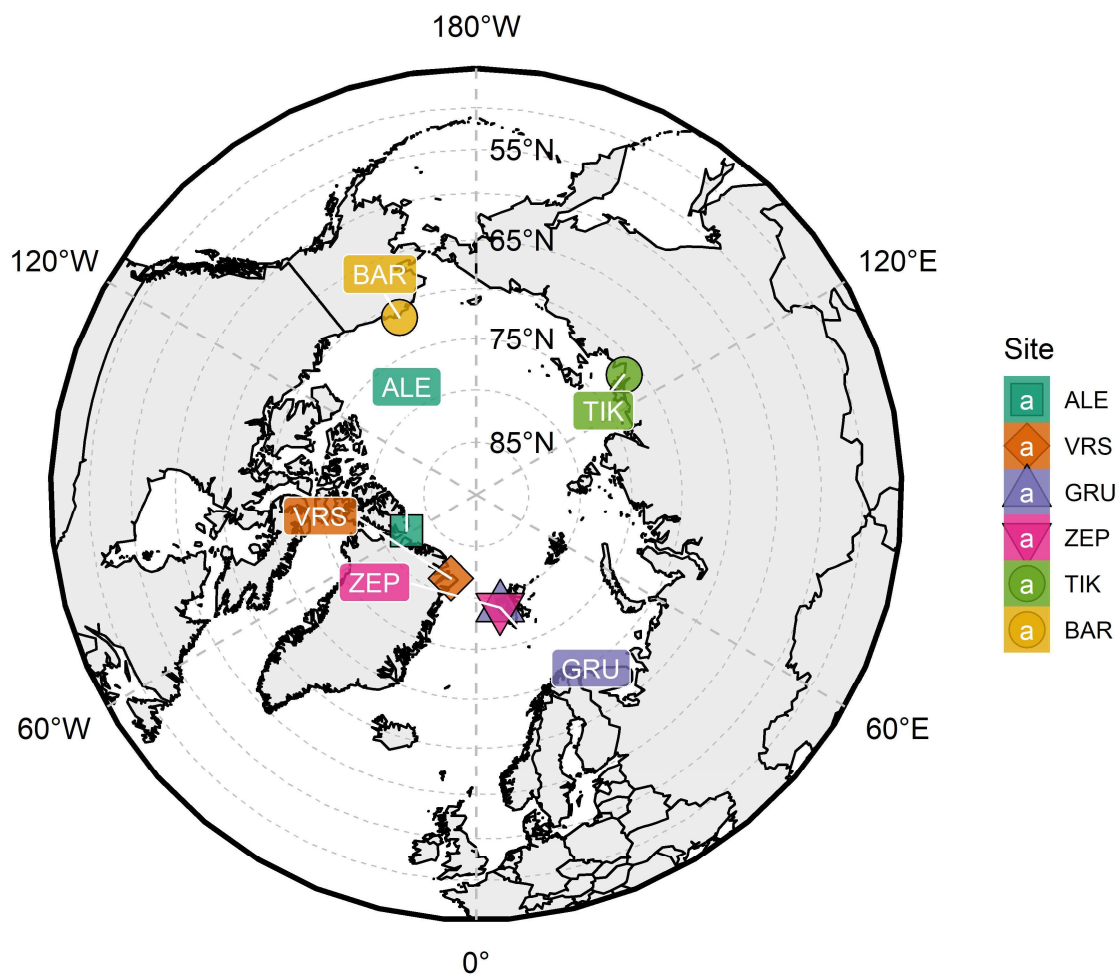 180°W
55°N
65°N
120°W
120°E
BAR
75°N
ALE
TIK
85°N
VRS
ZEP
GRU
60°W
60°E
0°
Site
a ALE
a VRS
a GRU
a ZEP
a TIK
a BAR